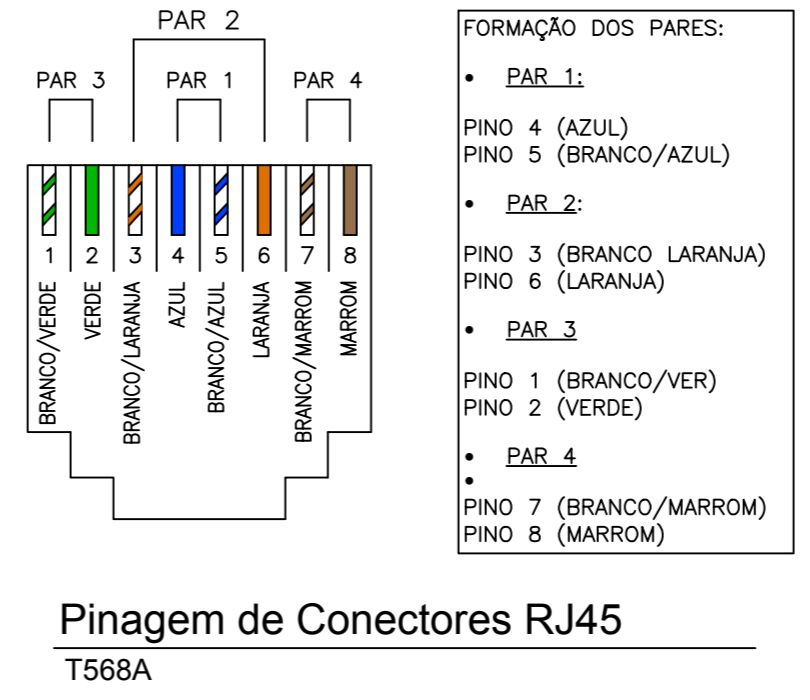 PAR 2
PAR 3
PAR 1
PAR 4
1 2 3 4 5 6 7 8
BRANCO/VERDE
VERDE
BRANCO/LARANJA
AZUL
BRANCO/AZUL
LARANJA
BRANCO/MARROM
MARROM
FORMAÇÃO DOS PARES:
• PAR 1:
PINO 4 (AZUL)
PINO 5 (BRANCO/AZUL)
• PAR 2:
PINO 3 (BRANCO LARANJA)
PINO 6 (LARANJA)
• PAR 3
PINO 1 (BRANCO/VER)
PINO 2 (VERDE)
• PAR 4
•
PINO 7 (BRANCO/MARROM)
PINO 8 (MARROM)
Pinagem de Conectores RJ45
T568A